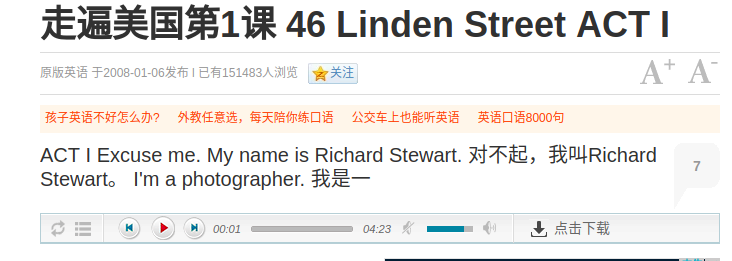 走遍美国第1课 46 Linden Street ACT I
原版英语 于2008-01-06发布 l 已有151483人浏览 关注 A+ A-
孩子英语不好怎么办? 外教任意选，每天陪你练口语 公交车上也能听英语 英语口语8000句
ACT I Excuse me. My name is Richard Stewart. 对不起，我叫Richard
Stewart。 I'm a photographer. 我是一
7
00:01 04:23 点击下载